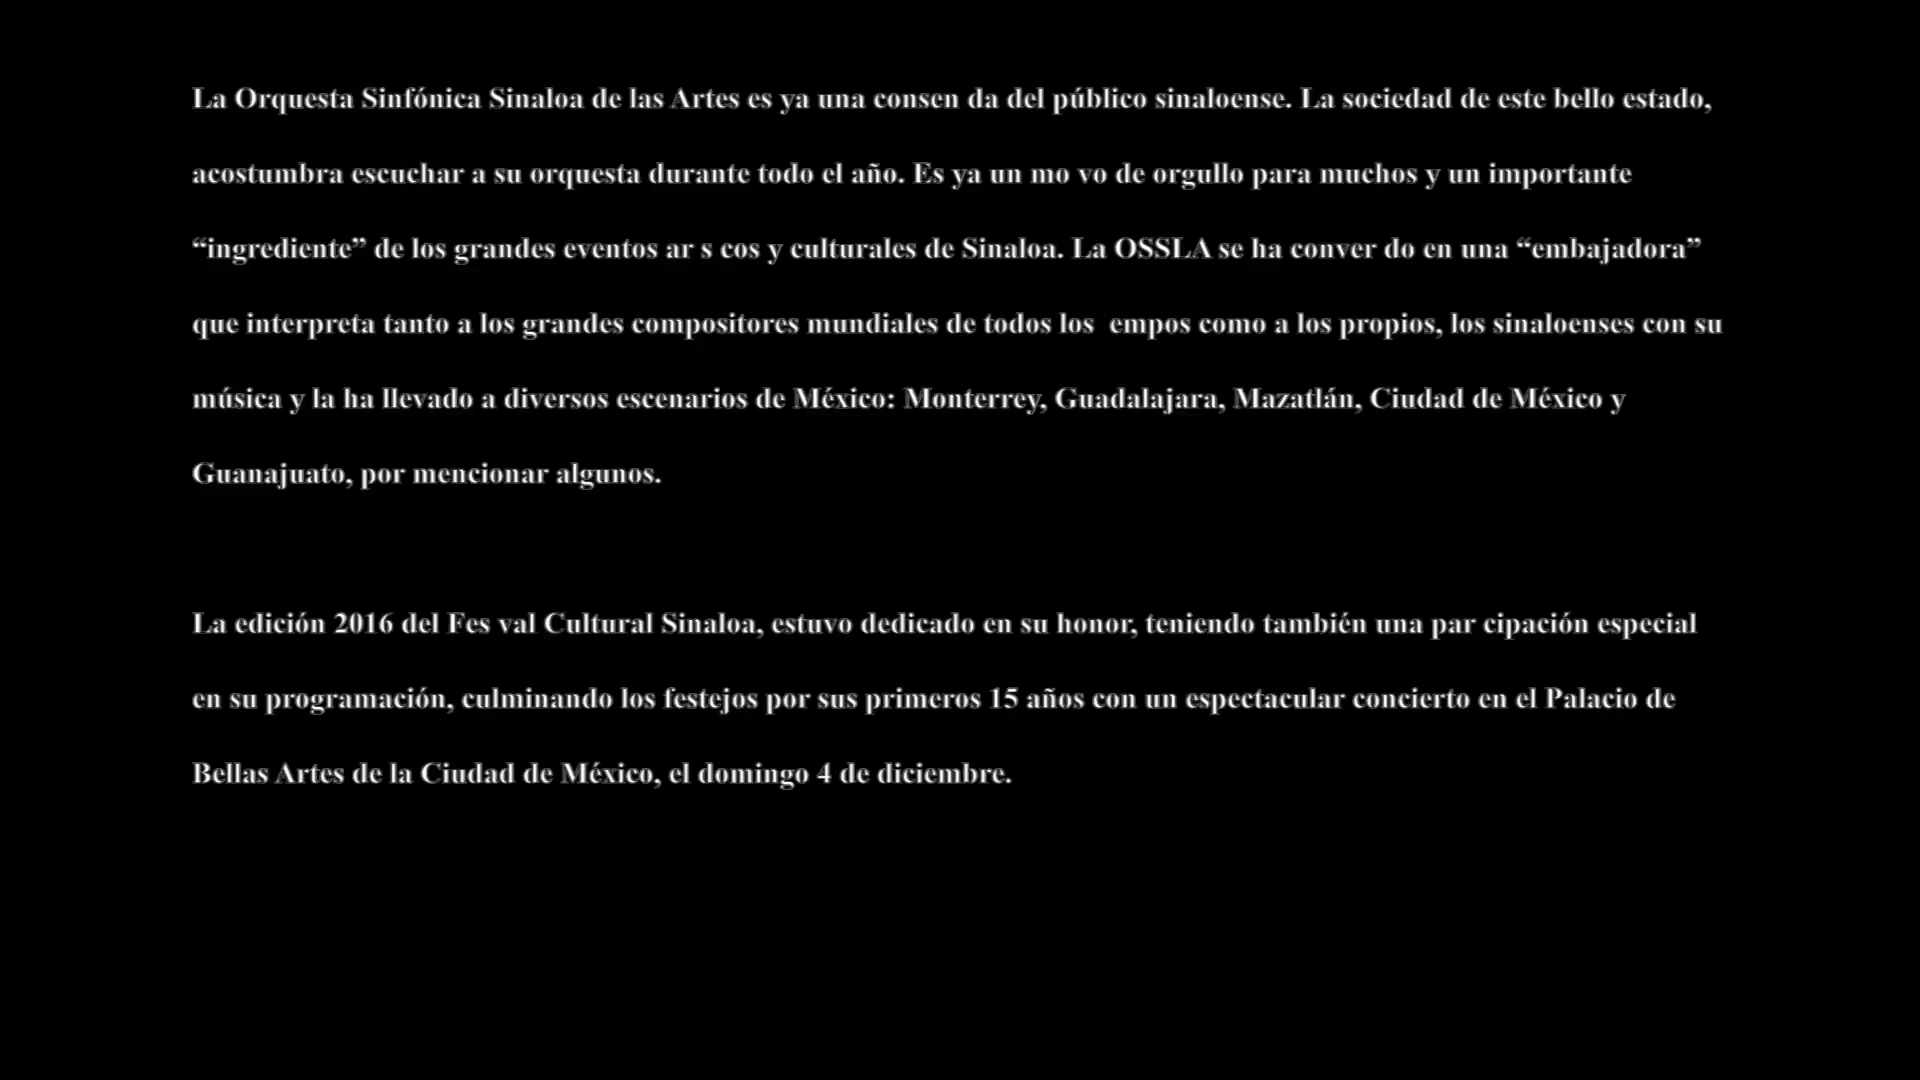 La Orquesta Sinfónica Sinaloa de las Artes es ya una consen da del público sinaloense. La sociedad de este bello estado,
acostumbra escuchar a su orquesta durante todo el año. Es ya un mo vo de orgullo para muchos y un importante
“ingrediente” de los grandes eventos ar s cos y culturales de Sinaloa. La OSSLA se ha conver do en una “embajadora”
que interpreta tanto a los grandes compositores mundiales de todos los  empos como a los propios, los sinaloenses con su
música y la ha llevado a diversos escenarios de México: Monterrey, Guadalajara, Mazatlán, Ciudad de México y
Guanajuato, por mencionar algunos.
La edición 2016 del Fes val Cultural Sinaloa, estuvo dedicado en su honor, teniendo también una par cipación especial
en su programación, culminando los festejos por sus primeros 15 años con un espectacular concierto en el Palacio de
Bellas Artes de la Ciudad de México, el domingo 4 de diciembre.